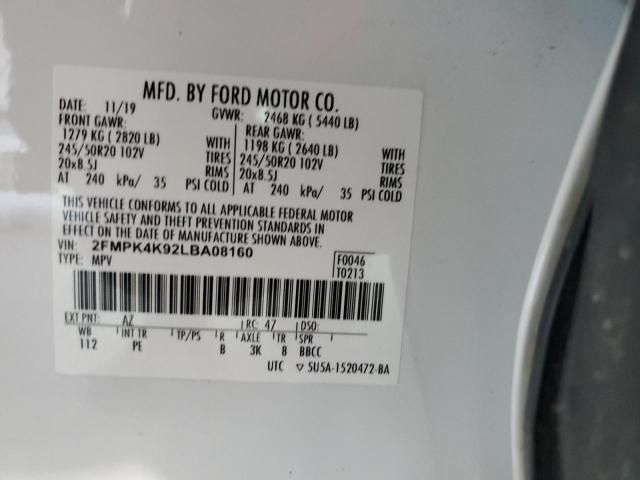 MFD. BY FORD MOTOR CO.
DATE: 11/19 GVWR: 2468 KG ( 5440 LB)
FRONT GAWR: REAR GAWR:
1279 KG ( 2820 LB) WITH 1198 KG ( 2640 LB) WITH
245/50R20 102V TIRES 245/50R20 102V TIRES
20x8.5J RIMS 20x8.5J RIMS
AT 240 kPa/ 35 PSI COLD AT 240 kPa/ 35 PSI COLD
THIS VEHICLE CONFORMS TO ALL APPLICABLE FEDERAL MOTOR
VEHICLE SAFETY AND THEFT PREVENTION STANDARDS IN
EFFECT ON THE DATE OF MANUFACTURE SHOWN ABOVE.
VIN: 2FMPK4K92LBA08160 F0046
TYPE: MPV T0213
EXT PNT: AZ RC: 47 DSO:
WB INT TR TP/PS R AXLE TR SPR
112 PE B 3K 8 BBCC
UTC ▽ 5U5A-1520472-BA